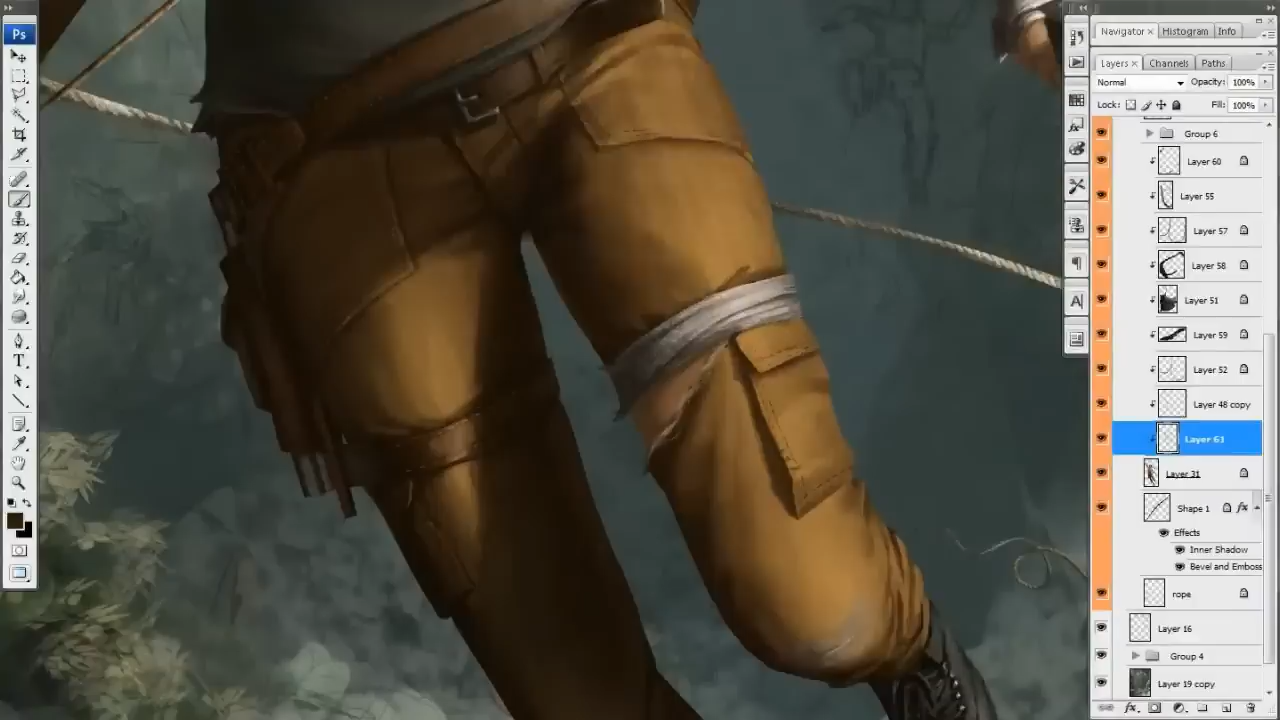 Ps
T
A
Navigator × Histogram Info
Layers × Channels Paths
Normal Opacity: 100%
Lock: Fill: 100%
Group 6
Layer 60
Layer 55
Layer 57
Layer 58
Layer 51
Layer 59
Layer 52
Layer 48 copy
Layer 63
Layer 31
Shape 1 fx
Effects
Inner Shadow
Bevel and Emboss
rope
Layer 16
Group 4
Layer 19 copy
fx